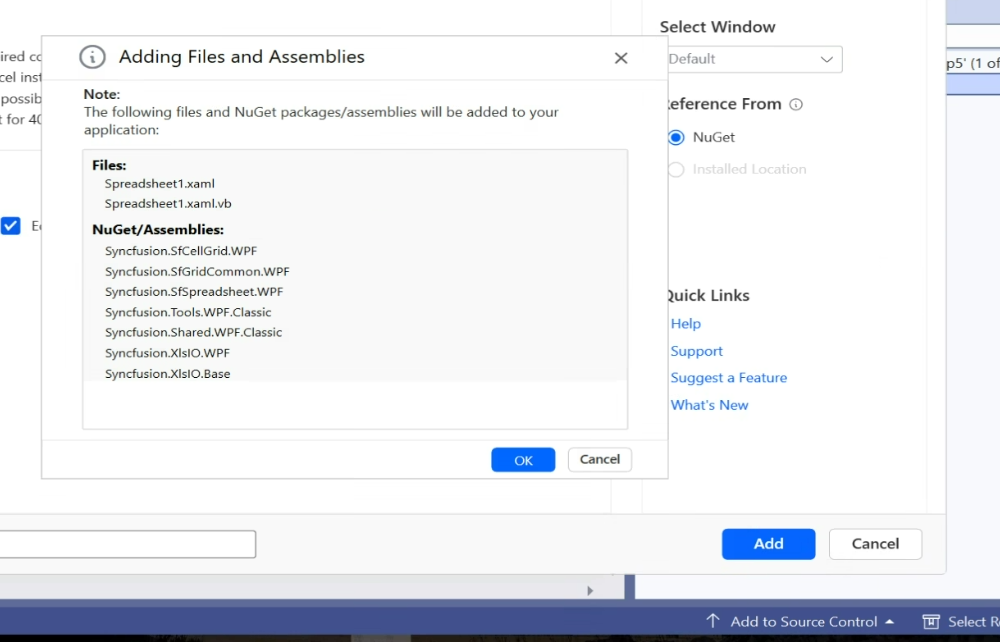 Adding Files and Assemblies
Note:
The following files and NuGet packages/assemblies will be added to your
application:
Files:
Spreadsheet1.xaml
Spreadsheet1.xaml.vb
NuGet/Assemblies:
Syncfusion.SfCellGrid.WPF
Syncfusion.SfGridCommon.WPF
Syncfusion.SfSpreadsheet.WPF
Syncfusion.Tools.WPF.Classic
Syncfusion.Shared.WPF.Classic
Syncfusion.XlsIO.WPF
Syncfusion.XlsIO.Base
OK
Cancel
ired co
cel inst
possib
t for 40
Select Window
Default
eference From
NuGet
Installed Location
Quick Links
Help
Support
Suggest a Feature
What's New
p5' (1 of
Add
Cancel
Add to Source Control
Select R